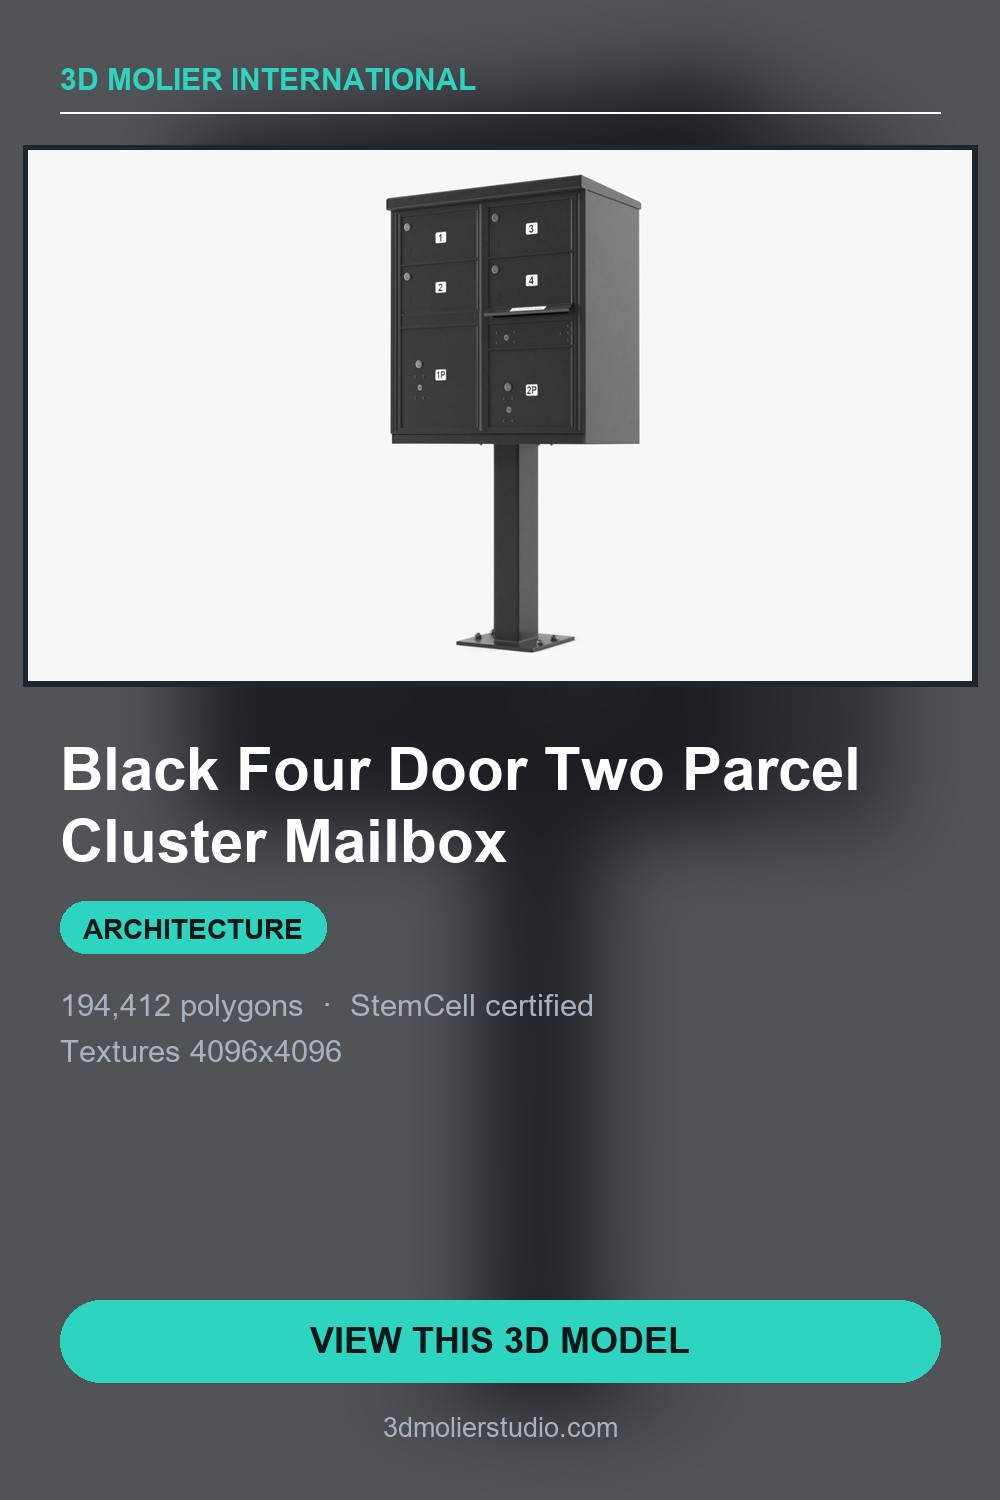 3D MOLIER INTERNATIONAL
1
3
2
4
1P
2P
Black Four Door Two Parcel
Cluster Mailbox
ARCHITECTURE
194,412 polygons · StemCell certified
Textures 4096x4096
VIEW THIS 3D MODEL
3dmolierstudio.com